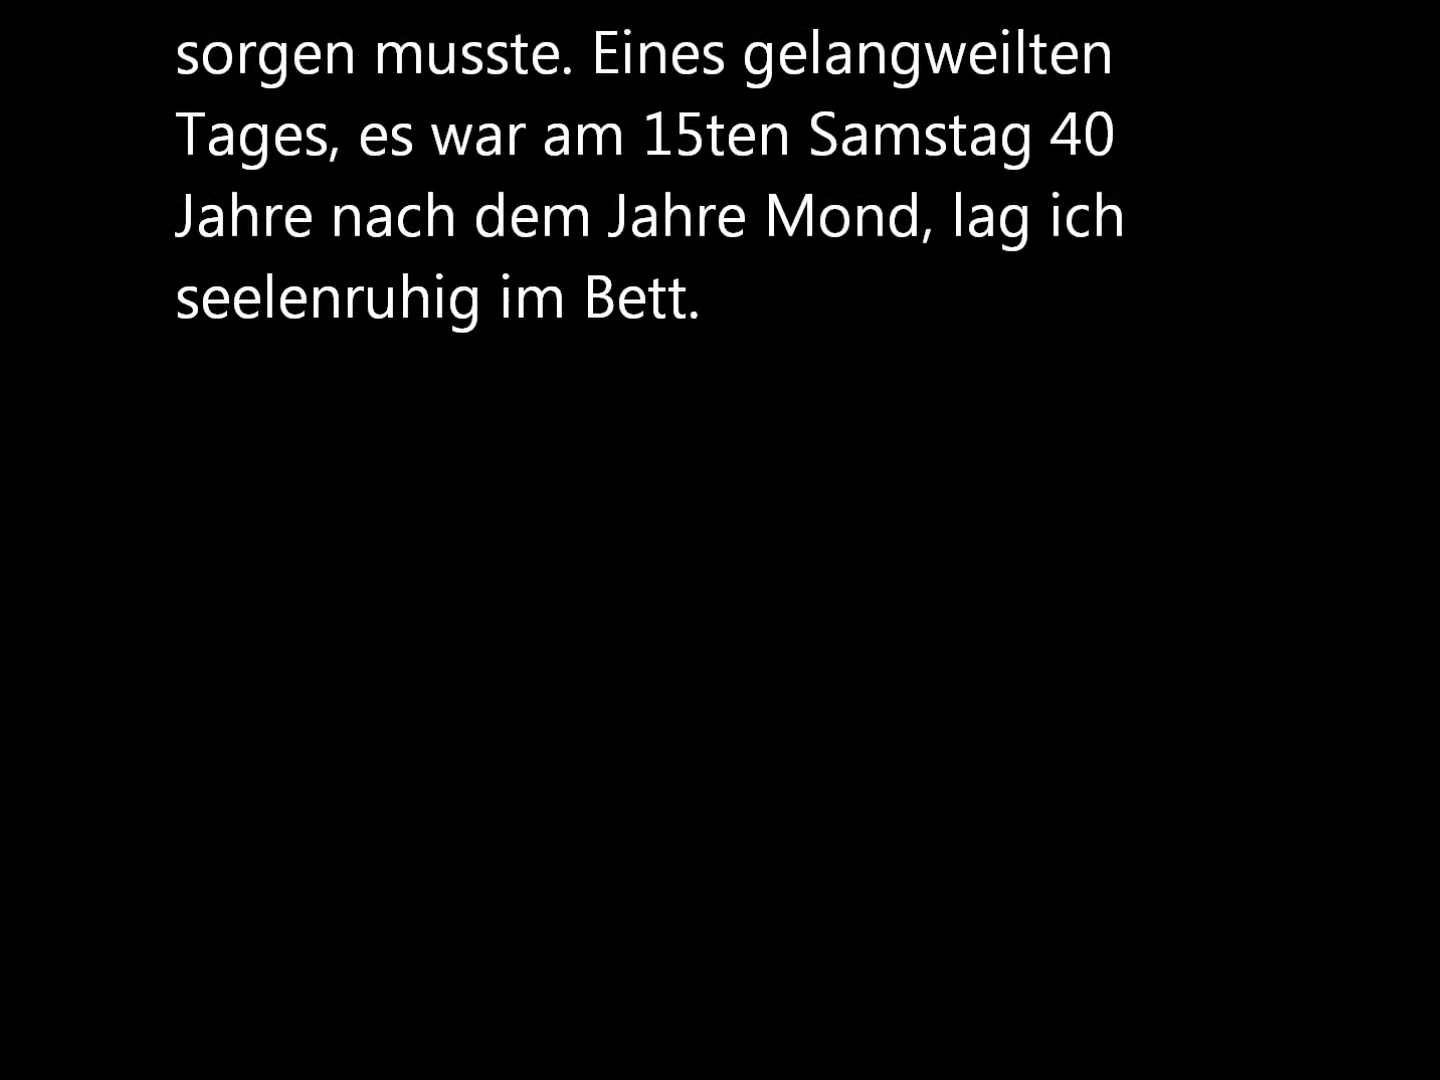 sorgen musste. Eines gelangweilten
Tages, es war am 15ten Samstag 40
Jahre nach dem Jahre Mond, lag ich
seelenruhig im Bett.